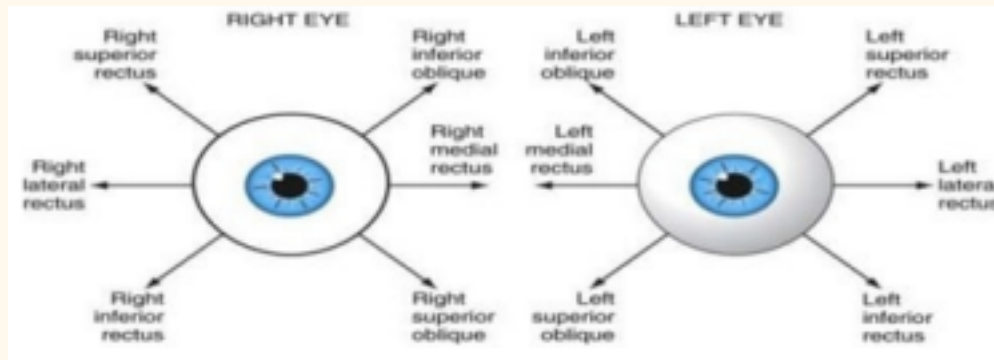 RIGHT EYE
LEFT EYE
Right
superior
rectus
Right
inferior
oblique
Left
inferior
oblique
Left
superior
rectus
Right
lateral
rectus
Right
medial
rectus
Left
medial
rectus
Left
lateral
rectus
Right
inferior
rectus
Right
superior
oblique
Left
superior
oblique
Left
inferior
rectus